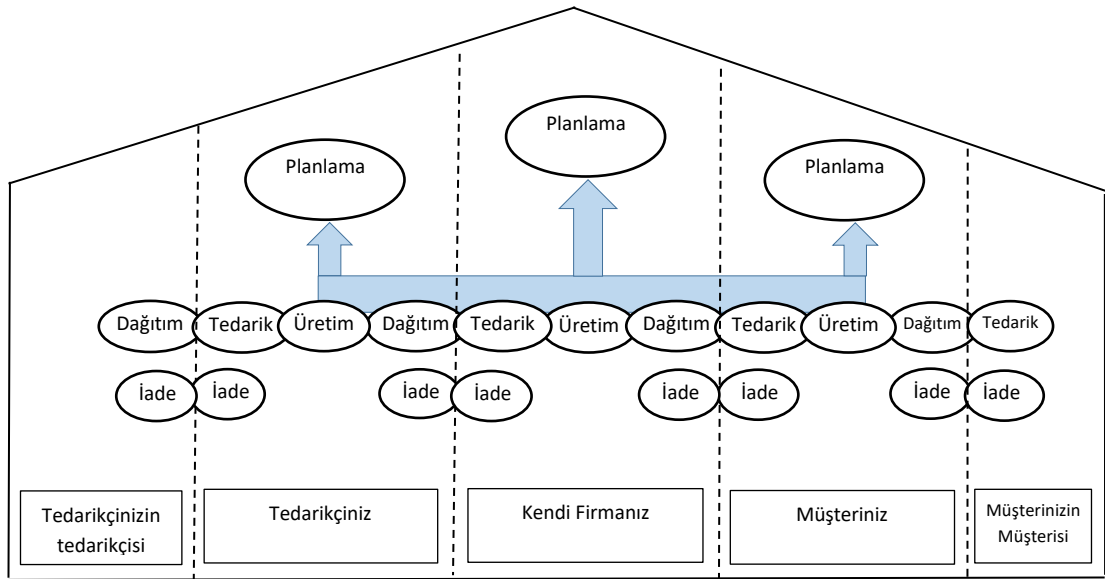 Planlama
Planlama
Planlama
Dağıtım
Tedarik
Üretim
Dağıtım
Tedarik
Üretim
Dağıtım
Tedarik
Üretim
Dağıtım
Tedarik
İade
İade
İade
İade
İade
İade
İade
İade
Tedarikçinizin
tedarikçisi
Tedarikçiniz
Kendi Firmanız
Müşteriniz
Müşterinizin
Müşterisi